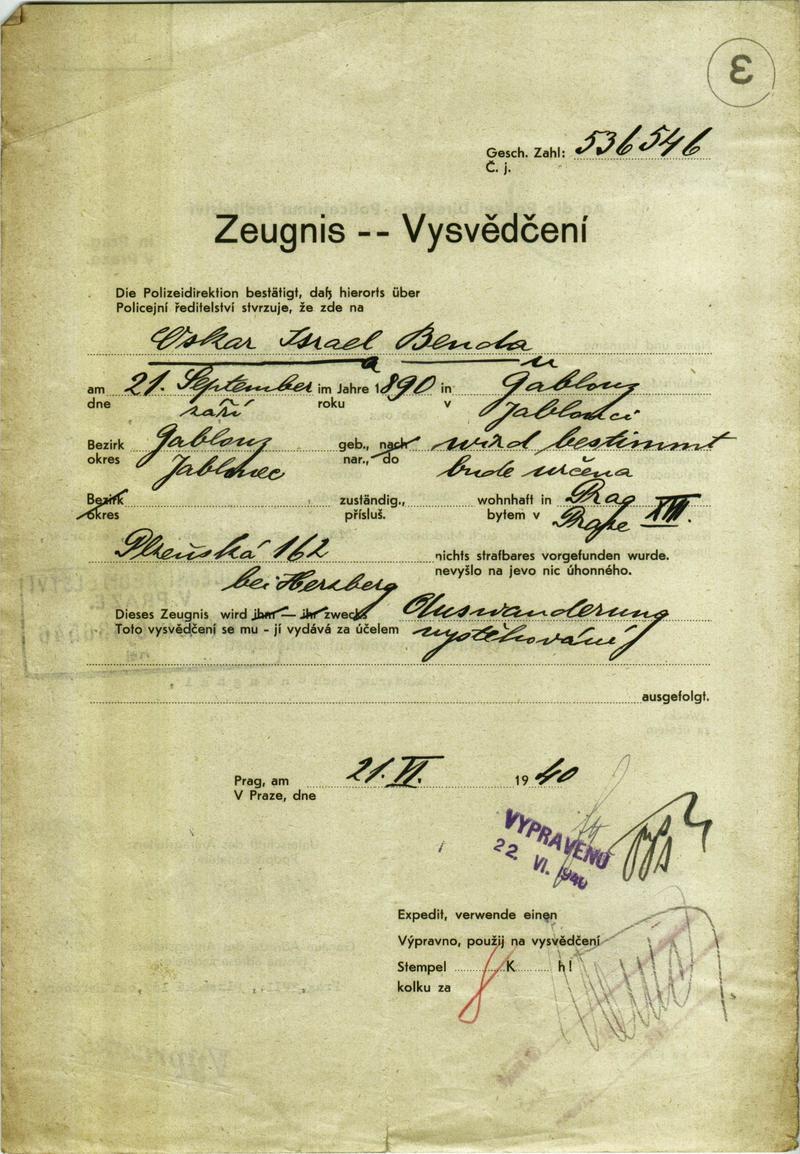 3
Gesch. Zahl: 536546
Č. j.
Zeugnis -- Vysvědčení
Die Polizeidirektion bestätigt, daß hierorts über
Policejní ředitelství stvrzuje, že zde na
Oskar Israel Benda
a u
am 21. September im Jahre 1890 in Gablonz
dne září roku v Jablonci
Bezirk Gablonz geb., nach wird bestimmt
okres Jablonec nar., do bude určena
Bezirk zuständig., wohnhaft in Prag
okres přísluš. bytem v Praze XVII.
Plzeňská 162 nichts strafbares vorgefunden wurde.
nevyšlo na jevo nic úhonného.
bei Herzberg
Dieses Zeugnis wird ihm — ihr zwecks Auswanderung
Toto vysvědčení se mu - jí vydává za účelem vystěhování
ausgefolgt.
Prag, am 21. VI. 1940
V Praze, dne
VYPRAVENO
22. VI. 1940
Expedit, verwende einen
Výpravno, použij na vysvědčení
Stempel 8 K h!
kolku za